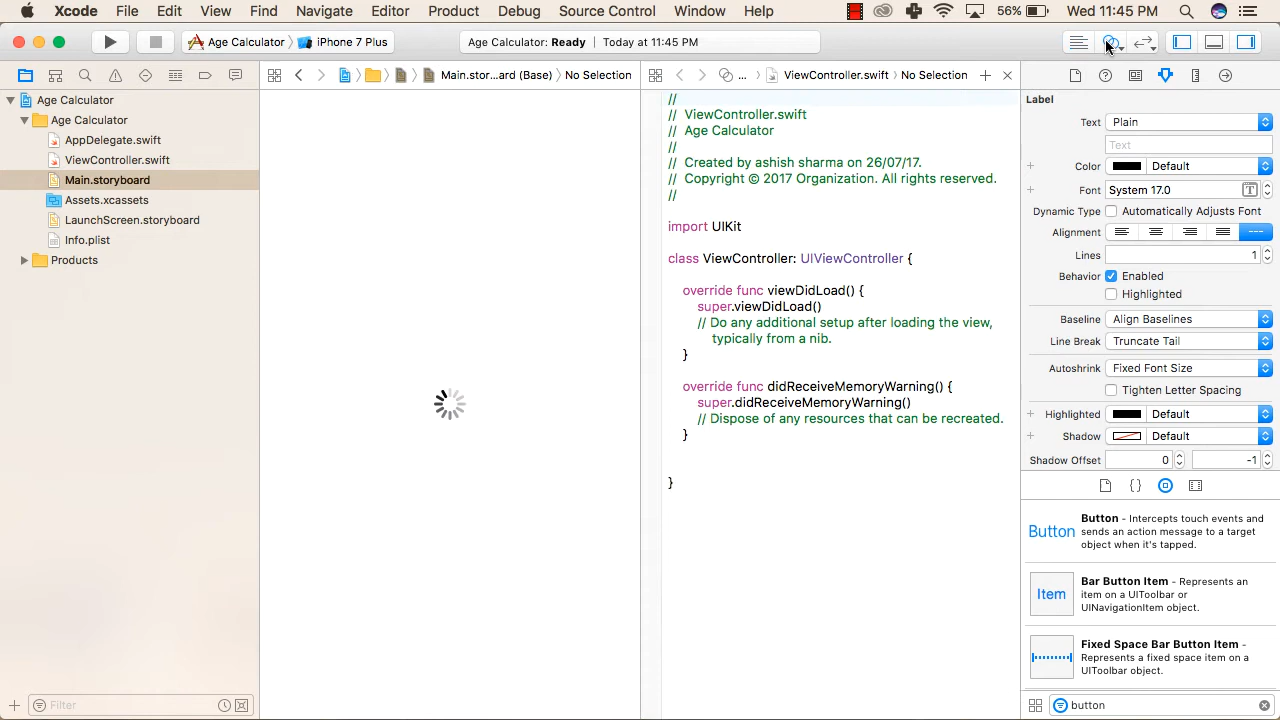 Xcode File Edit View Find Navigate Editor Product Debug Source Control Window Help 56% Wed 11:45 PM
Age Calculator iPhone 7 Plus Age Calculator: Ready Today at 11:45 PM
Main.stor...ard (Base) No Selection ... ViewController.swift No Selection
Age Calculator
Age Calculator
AppDelegate.swift
ViewController.swift
Main.storyboard
Assets.xcassets
LaunchScreen.storyboard
Info.plist
Products
Filter
//
// ViewController.swift
// Age Calculator
//
// Created by ashish sharma on 26/07/17.
// Copyright © 2017 Organization. All rights reserved.
//
import UIKit
class ViewController: UIViewController {
override func viewDidLoad() {
super.viewDidLoad()
// Do any additional setup after loading the view,
typically from a nib.
}
override func didReceiveMemoryWarning() {
super.didReceiveMemoryWarning()
// Dispose of any resources that can be recreated.
}
}
Label
Text Plain
Text
Color Default
Font System 17.0
Dynamic Type Automatically Adjusts Font
Alignment
Lines 1
Behavior Enabled
Highlighted
Baseline Align Baselines
Line Break Truncate Tail
Autoshrink Fixed Font Size
Tighten Letter Spacing
Highlighted Default
Shadow Default
Shadow Offset 0 -1
Button
Button - Intercepts touch events and
sends an action message to a target
object when it's tapped.
Item
Bar Button Item - Represents an
item on a UIToolbar or
UINavigationItem object.
Fixed Space Bar Button Item -
Represents a fixed space item on a
UIToolbar object.
button